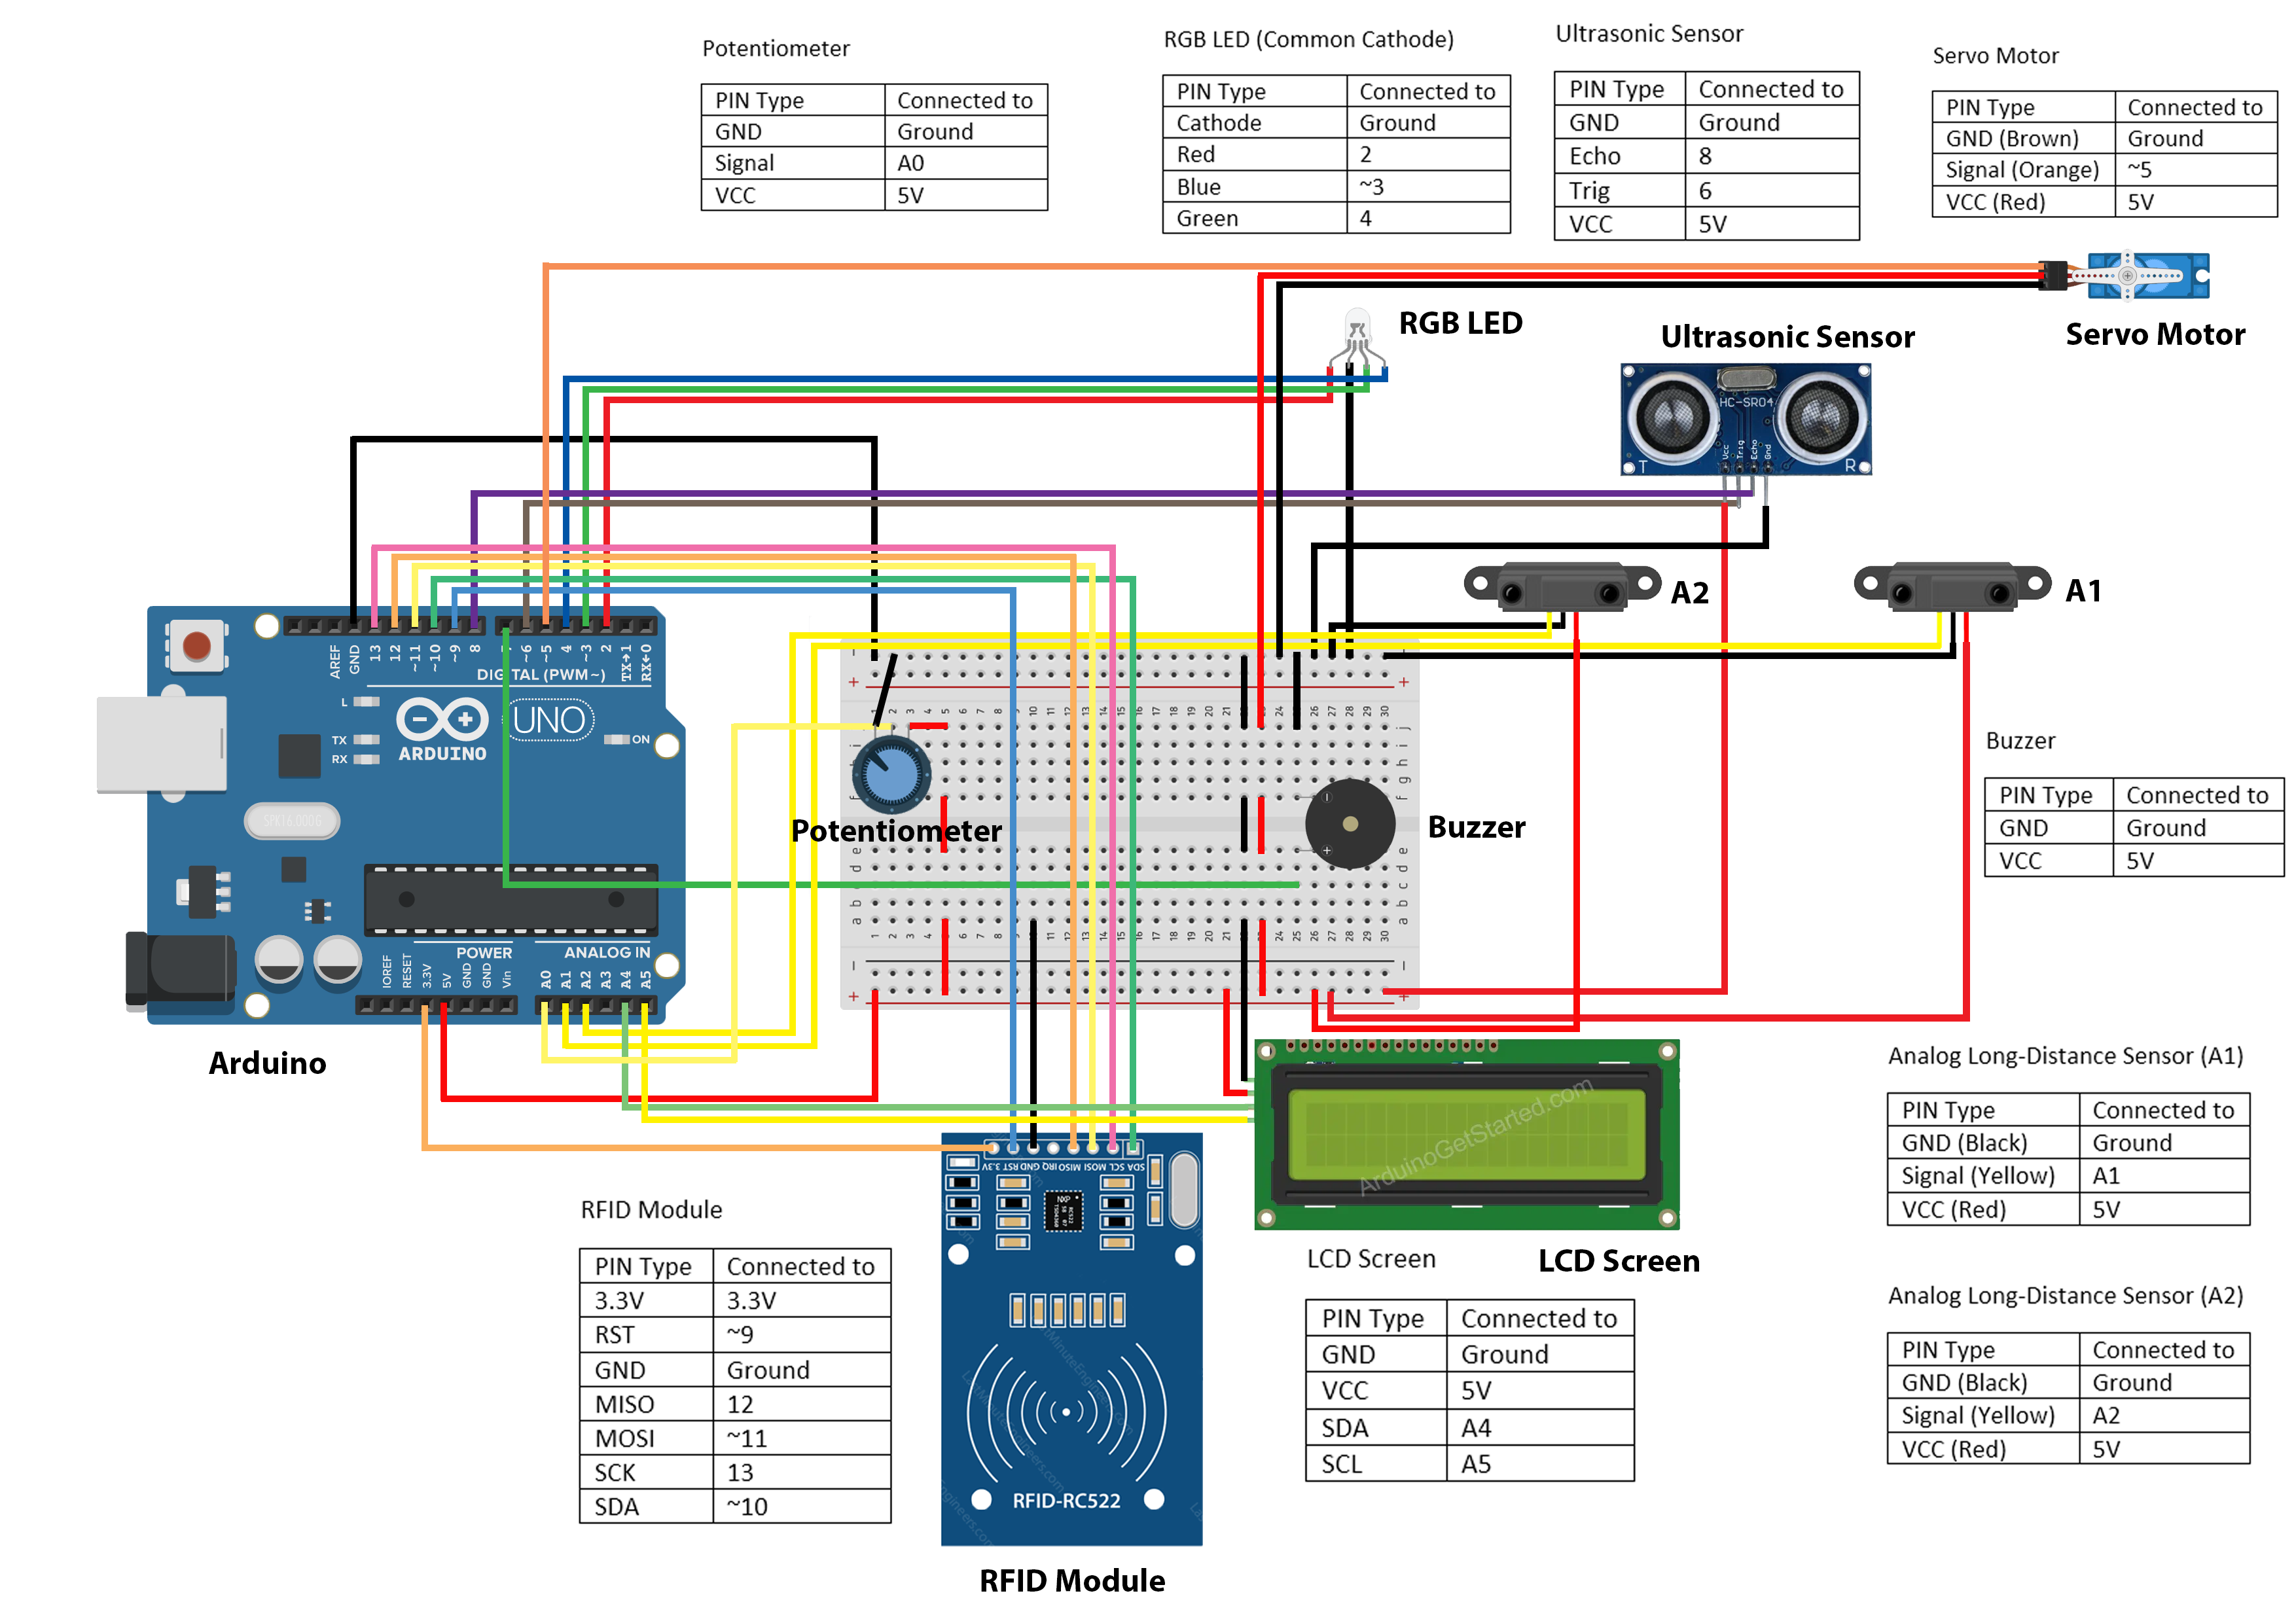 Potentiometer
PIN Type Connected to
GND Ground
Signal A0
VCC 5V
RGB LED (Common Cathode)
PIN Type Connected to
Cathode Ground
Red 2
Blue ~3
Green 4
Ultrasonic Sensor
PIN Type Connected to
GND Ground
Echo 8
Trig 6
VCC 5V
Servo Motor
PIN Type Connected to
GND (Brown) Ground
Signal (Orange) ~5
VCC (Red) 5V
RGB LED
Ultrasonic Sensor
Servo Motor
HC-SR04
Vcc Trig Echo Gnd
T R
A2
A1
AREF GND 13 12 ~11 ~10 ~9 8 ~6 ~5 4 ~3 2 TX→1 RX←0
DIGITAL (PWM~)
L
TX
RX
ARDUINO
UNO
ON
SPK16.000G
POWER
ANALOG IN
IOREF RESET 3.3V 5V GND GND Vin A0 A1 A2 A3 A4 A5
Arduino
Potentiometer
Buzzer
Buzzer
PIN Type Connected to
GND Ground
VCC 5V
ArduinoGetStarted.com
LCD Screen
LCD Screen
PIN Type Connected to
GND Ground
VCC 5V
SDA A4
SCL A5
Analog Long-Distance Sensor (A1)
PIN Type Connected to
GND (Black) Ground
Signal (Yellow) A1
VCC (Red) 5V
Analog Long-Distance Sensor (A2)
PIN Type Connected to
GND (Black) Ground
Signal (Yellow) A2
VCC (Red) 5V
RFID Module
PIN Type Connected to
3.3V 3.3V
RST ~9
GND Ground
MISO 12
MOSI ~11
SCK 13
SDA ~10
SDA SCL MOSI MISO IRQ GND RST 3.3V
NXP
RC522
RFID-RC522
RFID Module